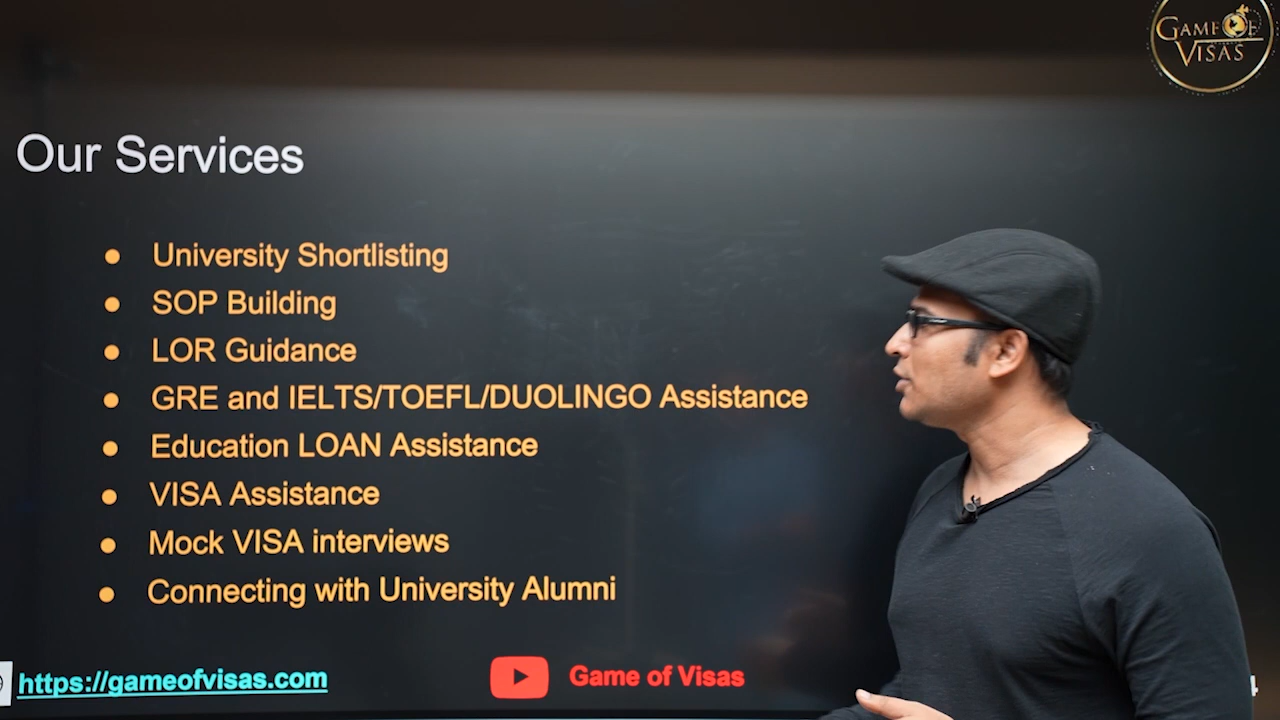 GAME OF
VISAS
Our Services
● University Shortlisting
● SOP Building
● LOR Guidance
● GRE and IELTS/TOEFL/DUOLINGO Assistance
● Education LOAN Assistance
● VISA Assistance
● Mock VISA interviews
● Connecting with University Alumni
https://gameofvisas.com
Game of Visas
4